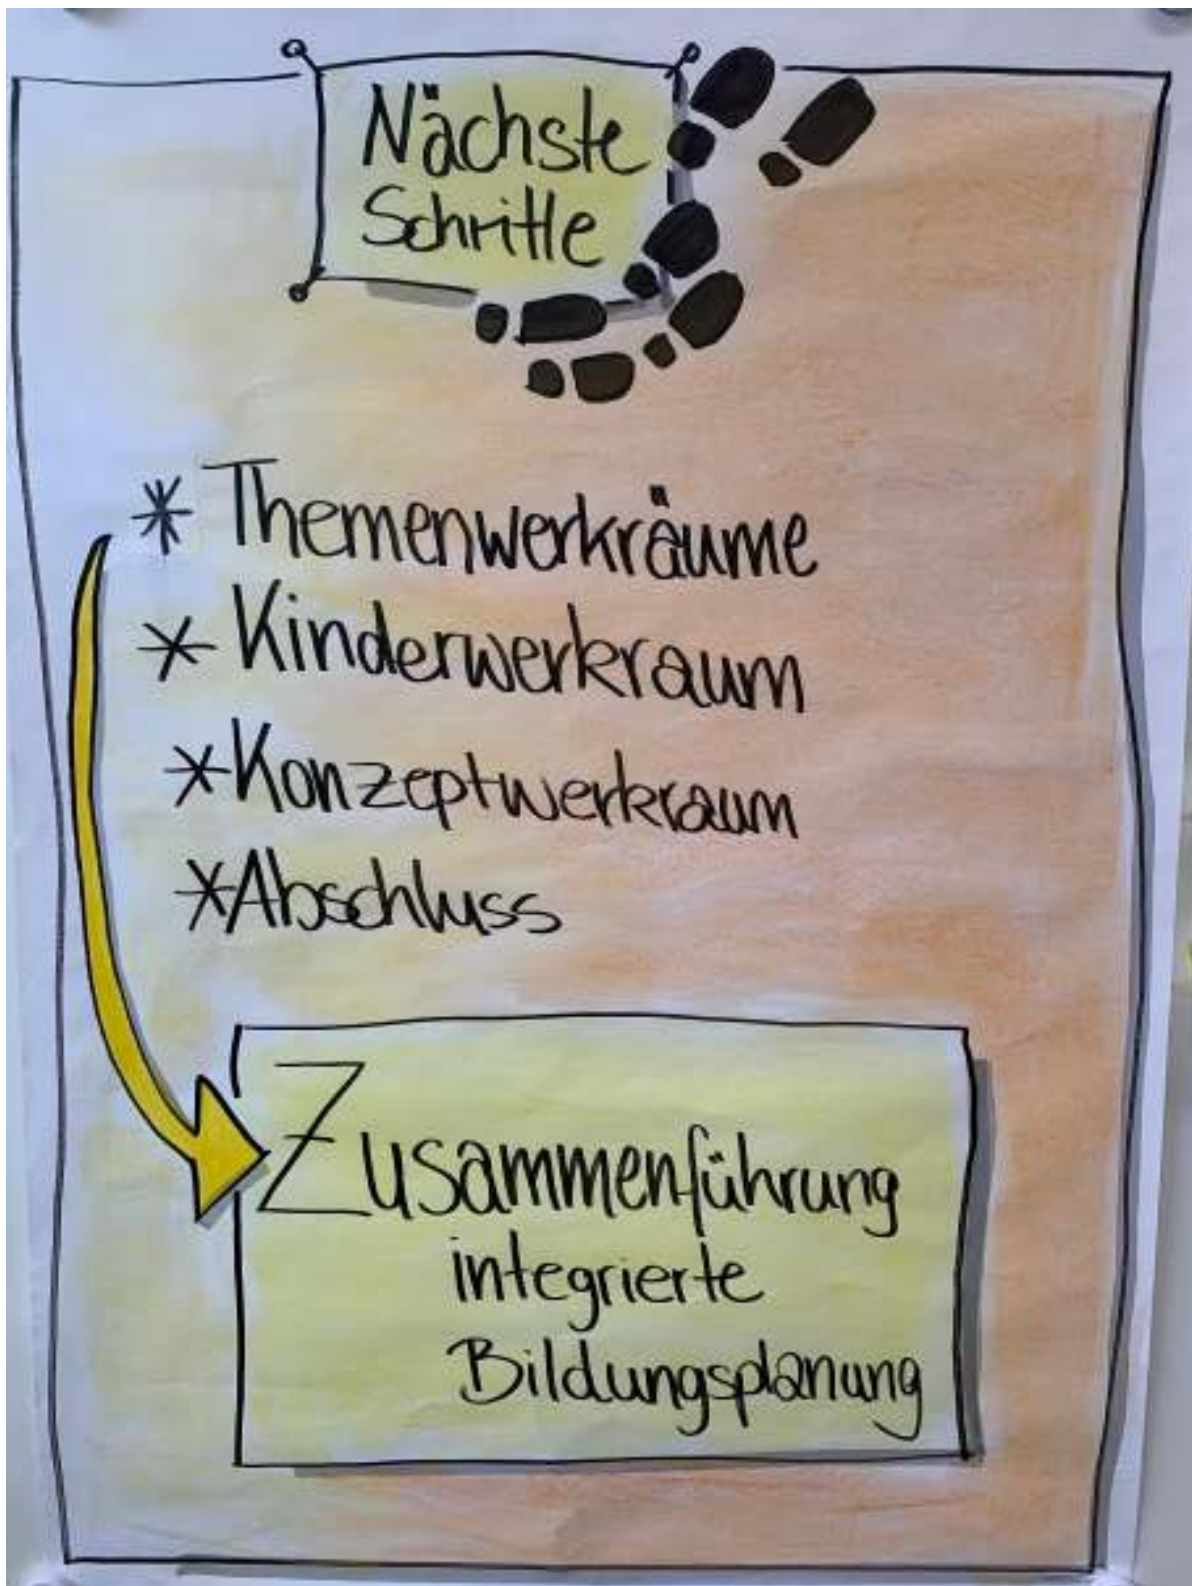 Nächste
Schritte
* Themenwerkräume
* Kinderwerkraum
* Konzeptwerkraum
* Abschluss
Zusammenführung
integrierte
Bildungsplanung